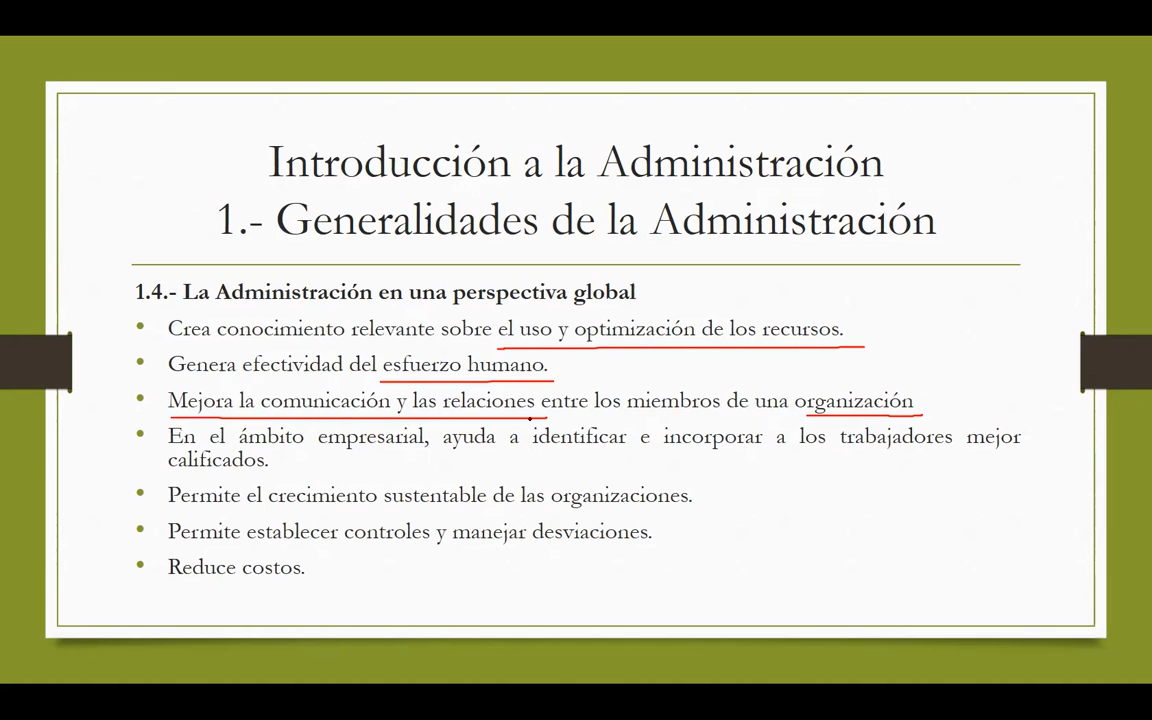 Introducción a la Administración
1.- Generalidades de la Administración
1.4.- La Administración en una perspectiva global
• Crea conocimiento relevante sobre el uso y optimización de los recursos.
• Genera efectividad del esfuerzo humano.
• Mejora la comunicación y las relaciones entre los miembros de una organización
• En el ámbito empresarial, ayuda a identificar e incorporar a los trabajadores mejor
calificados.
• Permite el crecimiento sustentable de las organizaciones.
• Permite establecer controles y manejar desviaciones.
• Reduce costos.